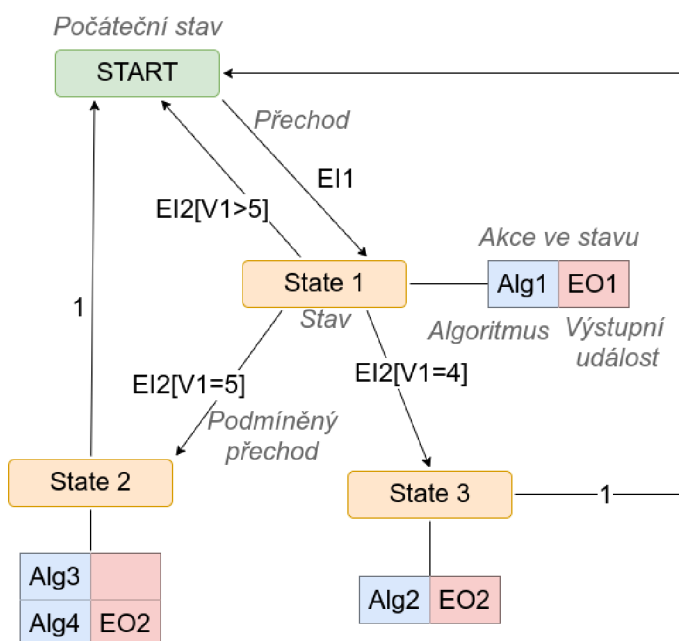 Počáteční stav
START
Přechod
EI1
EI2[V1>5]
Akce ve stavu
State 1
Alg1 EO1
Stav
Algoritmus
Výstupní
událost
1
EI2[V1=5]
EI2[V1=4]
Podmíněný
přechod
State 2
State 3
1
Alg3
Alg4 EO2
Alg2 EO2